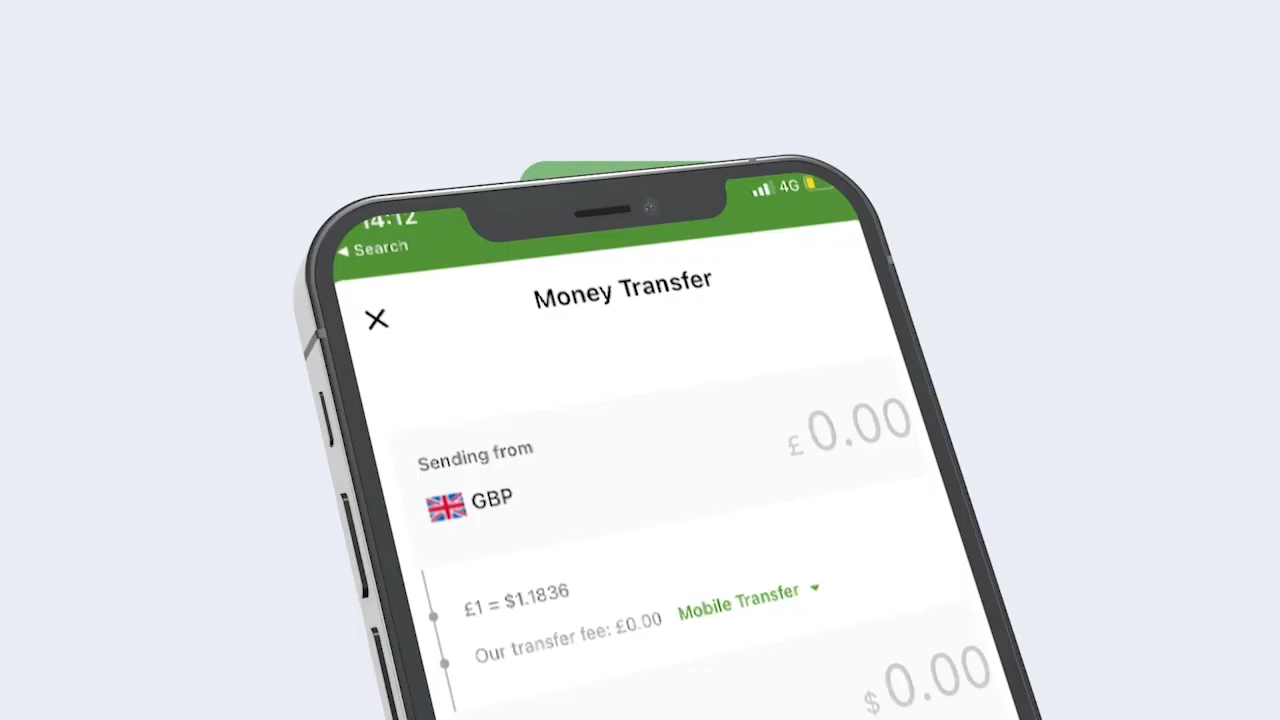 14:12
4G
◀ Search
Money Transfer
Sending from
£0.00
GBP
£1 = $1.1836
Our transfer fee: £0.00 Mobile Transfer
$0.00